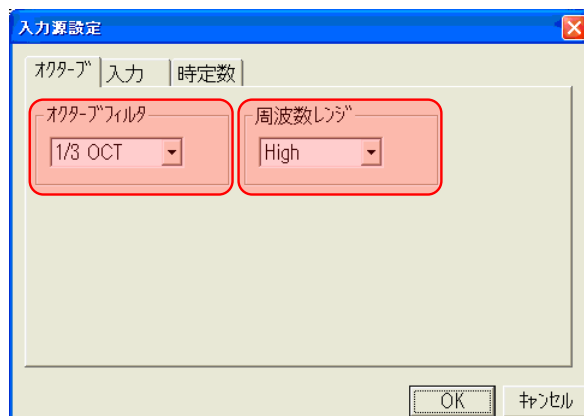 入力源設定
ｵｸﾀｰﾌﾞ 入力 時定数
ｵｸﾀｰﾌﾞﾌｨﾙﾀ 周波数ﾚﾝｼﾞ
1/3 OCT High
OK ｷｬﾝｾﾙ